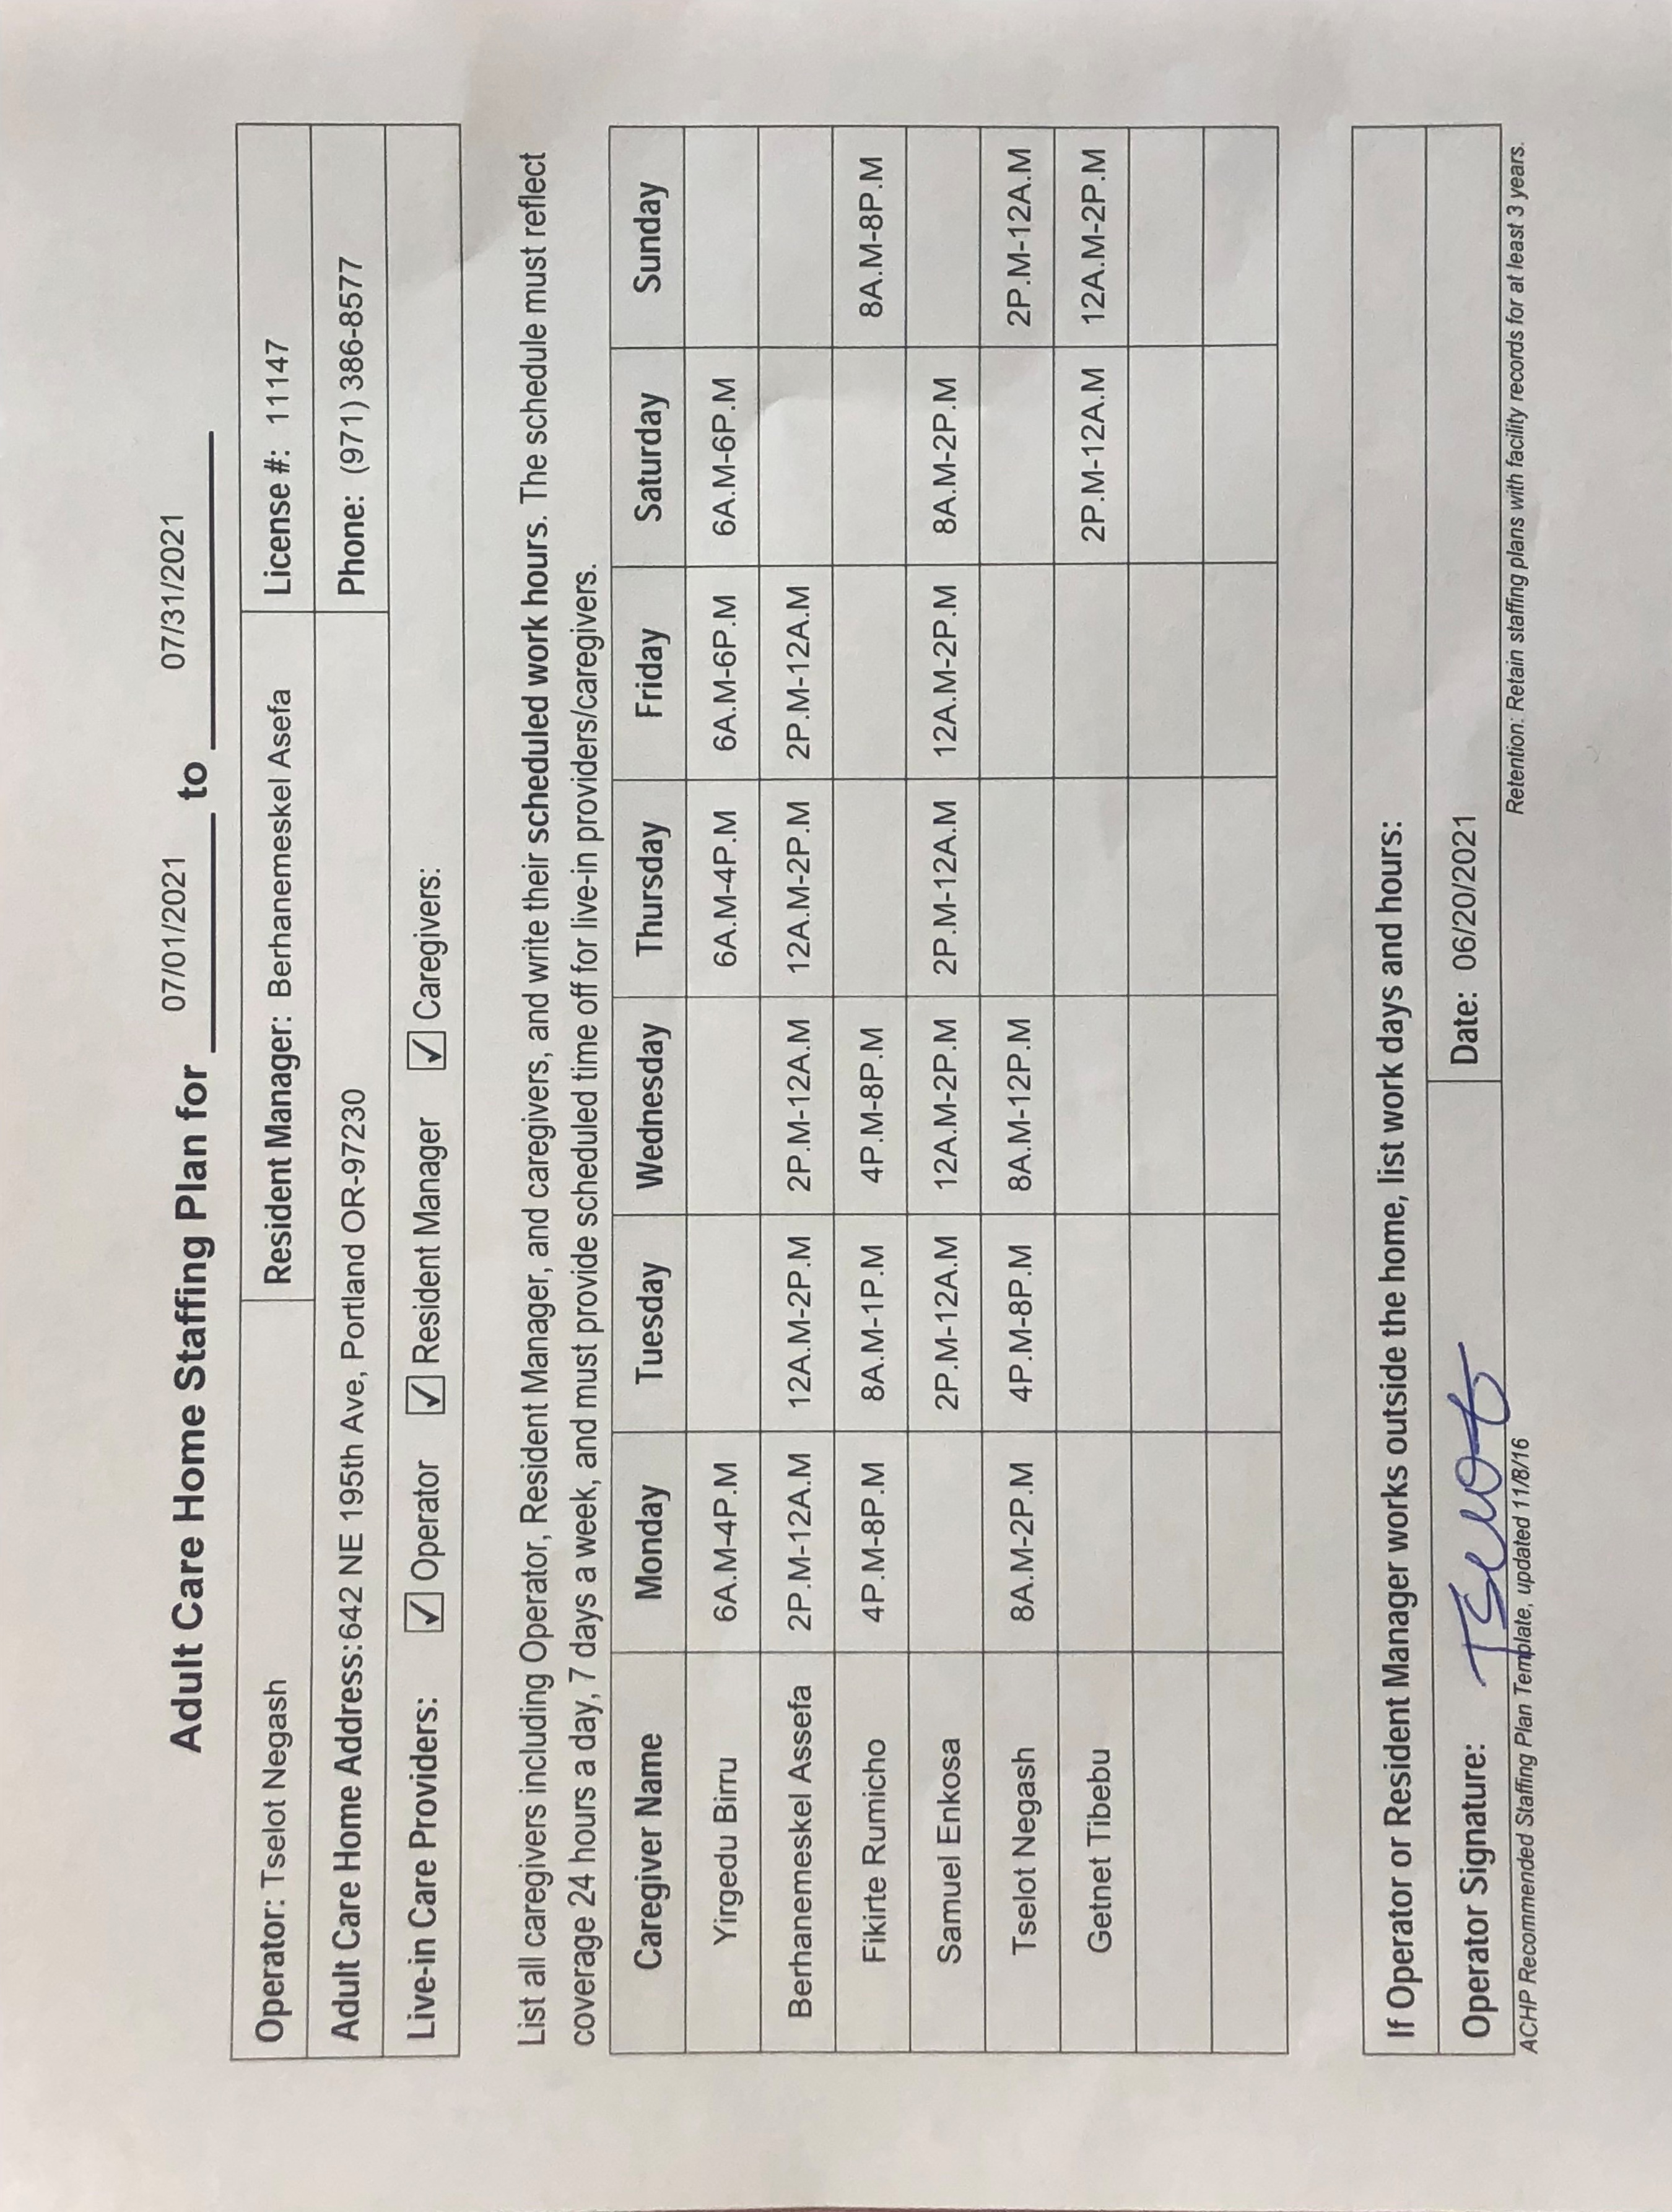 Adult Care Home Staffing Plan for 07/01/2021 to 07/31/2021
Operator: Tselot Negash Resident Manager: Berhanemeskel Asefa License #: 11147
Adult Care Home Address:642 NE 195th Ave, Portland OR-97230 Phone: (971) 386-8577
Live-in Care Providers: ☑ Operator ☑ Resident Manager ☑ Caregivers:
List all caregivers including Operator, Resident Manager, and caregivers, and write their scheduled work hours. The schedule must reflect
coverage 24 hours a day, 7 days a week, and must provide scheduled time off for live-in providers/caregivers.
Caregiver Name Monday Tuesday Wednesday Thursday Friday Saturday Sunday
Yirgedu Birru 6A.M-4P.M 6A.M-4P.M 6A.M-6P.M 6A.M-6P.M
Berhanemeskel Assefa 2P.M-12A.M 12A.M-2P.M 2P.M-12A.M 12A.M-2P.M 2P.M-12A.M
Fikirte Rumicho 4P.M-8P.M 8A.M-1P.M 4P.M-8P.M 8A.M-8P.M
Samuel Enkosa 2P.M-12A.M 12A.M-2P.M 2P.M-12A.M 12A.M-2P.M 8A.M-2P.M
Tselot Negash 8A.M-2P.M 4P.M-8P.M 8A.M-12P.M 2P.M-12A.M
Getnet Tibebu 2P.M-12A.M 12A.M-2P.M
If Operator or Resident Manager works outside the home, list work days and hours:
Operator Signature: Tselot Date: 06/20/2021
ACHP Recommended Staffing Plan Template, updated 11/8/16 Retention: Retain staffing plans with facility records for at least 3 years.